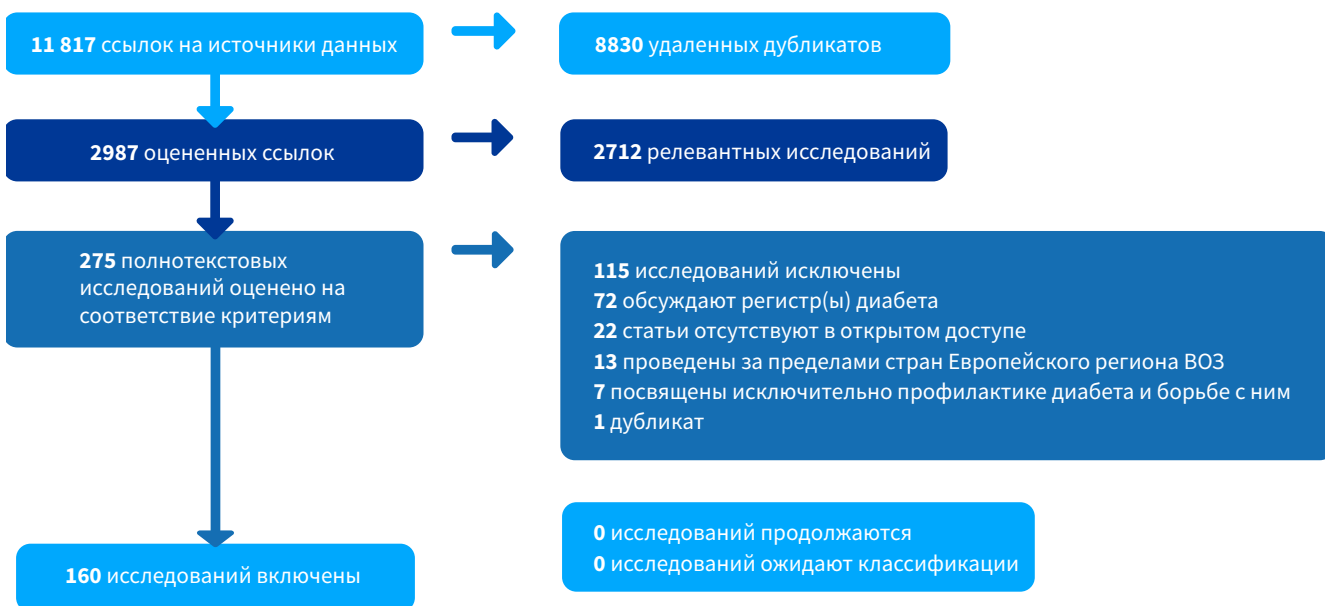 11 817 ссылок на источники данных
8830 удаленных дубликатов
2987 оцененных ссылок
2712 релевантных исследований
275 полнотекстовых
исследований оценено на
соответствие критериям
115 исследований исключены
72 обсуждают регистр(ы) диабета
22 статьи отсутствуют в открытом доступе
13 проведены за пределами стран Европейского региона ВОЗ
7 посвящены исключительно профилактике диабета и борьбе с ним
1 дубликат
0 исследований продолжаются
0 исследований ожидают классификации
160 исследований включены